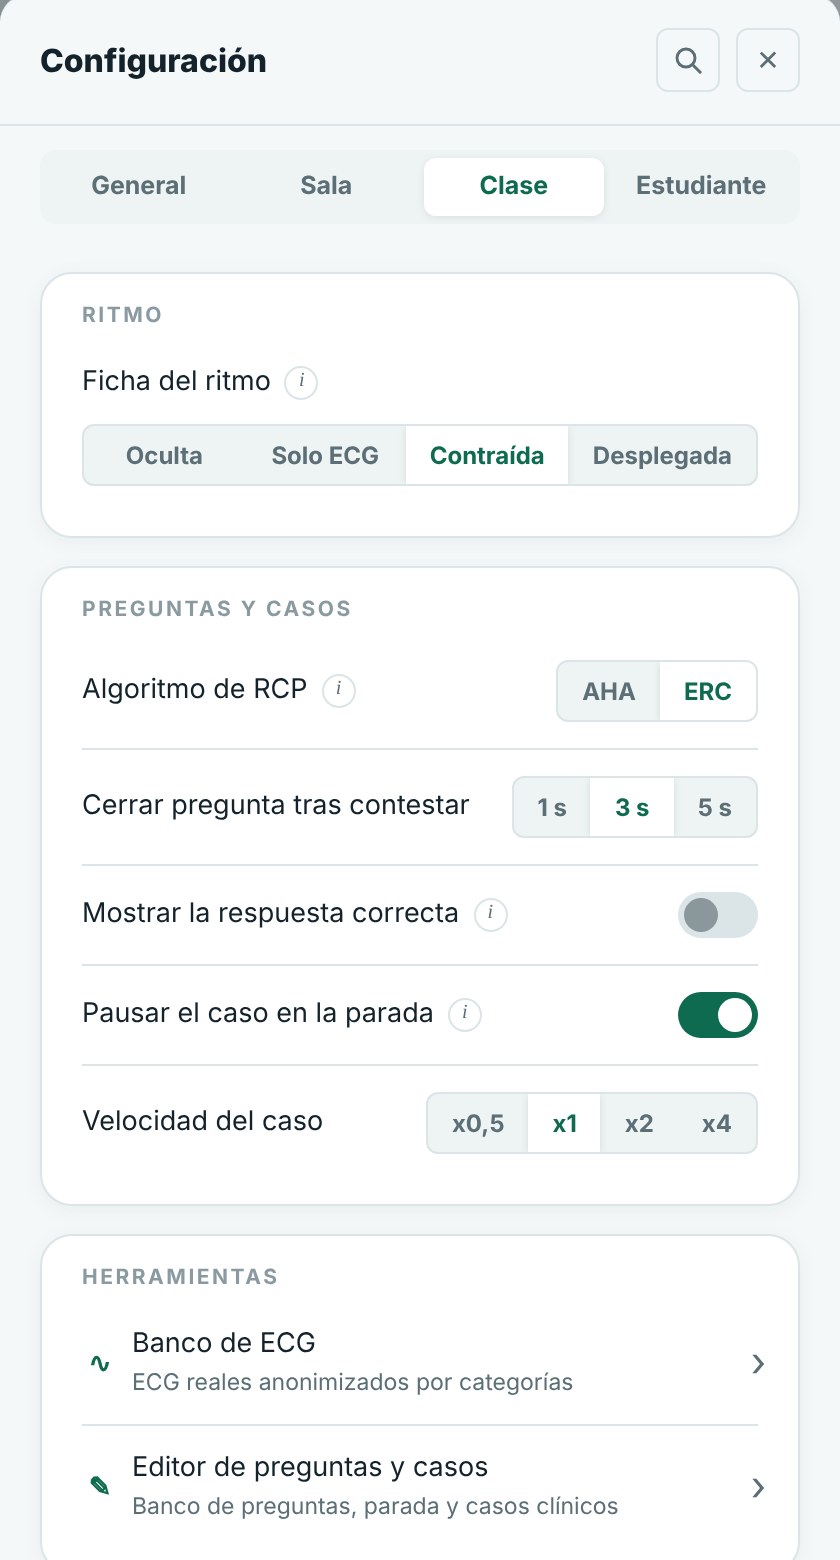 Configuración
General Sala Clase Estudiante
RITMO
Ficha del ritmo i
Oculta Solo ECG Contraída Desplegada
PREGUNTAS Y CASOS
Algoritmo de RCP i AHA ERC
Cerrar pregunta tras contestar 1 s 3 s 5 s
Mostrar la respuesta correcta i
Pausar el caso en la parada i
Velocidad del caso x0,5 x1 x2 x4
HERRAMIENTAS
Banco de ECG
ECG reales anonimizados por categorías
Editor de preguntas y casos
Banco de preguntas, parada y casos clínicos